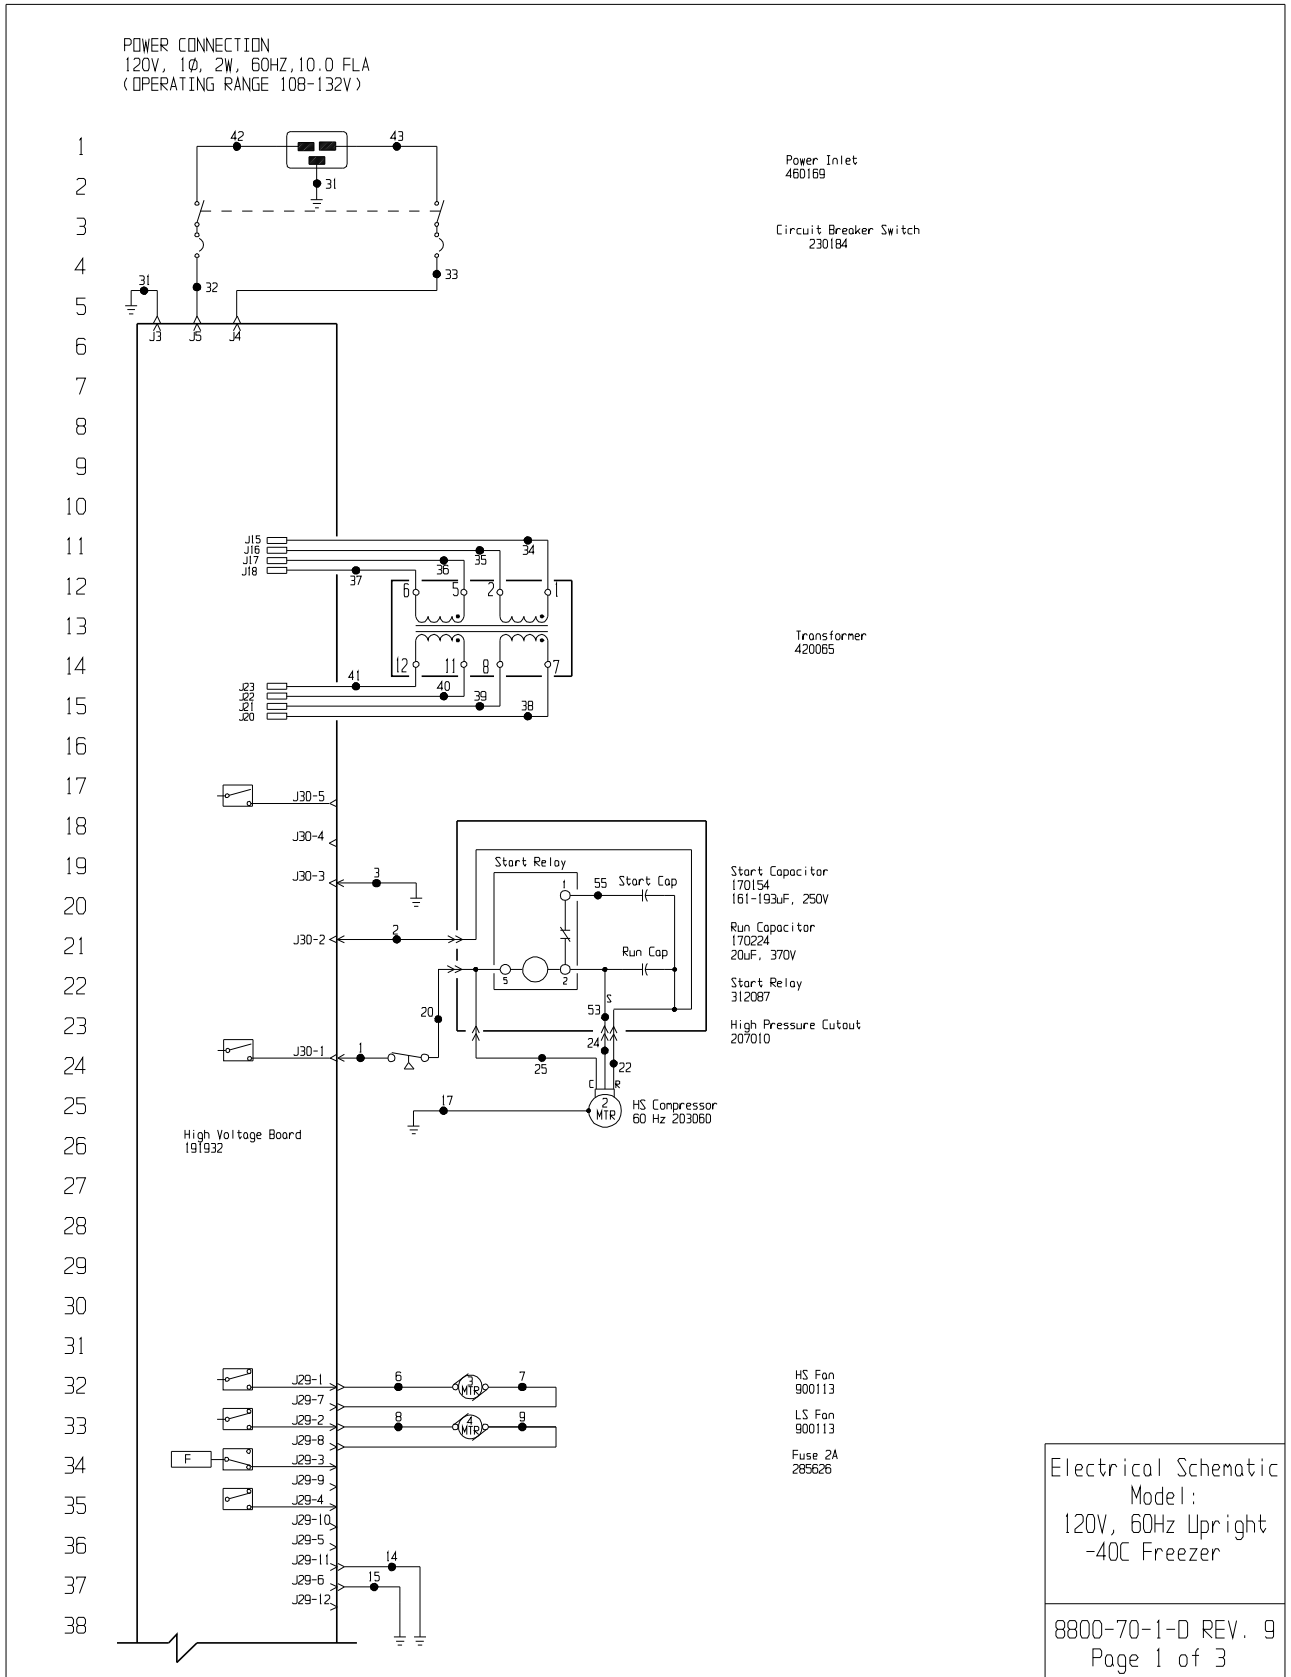 POWER CONNECTION
120V, 1Ø, 2W, 60HZ,10.0 FLA
(OPERATING RANGE 108-132V)
1
42
43
Power Inlet
460169
2
31
3
Circuit Breaker Switch
230184
4
31
32
33
5
J3
J5
J4
6
7
8
9
10
11
J15
J16
J17
J18
34
35
36
37
12
6
5
2
1
13
Transformer
420065
14
12
11
8
7
41
40
39
38
J23
J22
J21
J20
15
16
17
J30-5
18
J30-4
19
J30-3
3
Start Relay
1
55
Start Cap
Start Capacitor
170154
161-193uF, 250V
20
21
J30-2
2
Run Cap
Run Capacitor
170224
20uF, 370V
22
5
2
Start Relay
312087
S
53
20
23
High Pressure Cutout
207010
24
J30-1
1
24
25
22
C
R
25
17
2
MTR
HS Compressor
60 Hz 203060
High Voltage Board
191932
26
27
28
29
30
31
32
J29-1
6
3
MTR
7
HS Fan
900113
J29-7
33
J29-2
8
4
MTR
9
LS Fan
900113
J29-8
34
F
J29-3
Fuse 2A
285626
J29-9
35
J29-4
J29-10
36
J29-5
J29-11
14
37
J29-6
15
J29-12
38
Electrical Schematic
Model:
120V, 60Hz Upright
-40C Freezer
8800-70-1-D REV. 9
Page 1 of 3